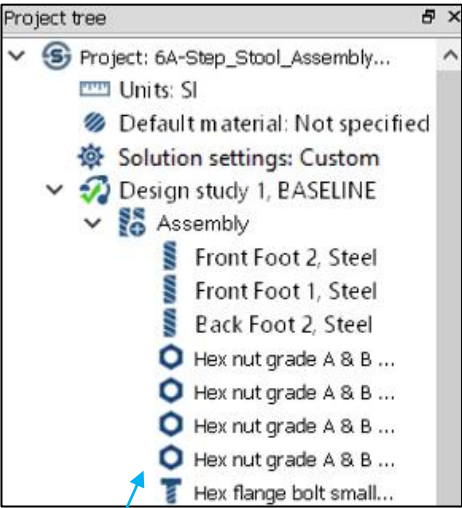 Project tree
Project: 6A-Step_Stool_Assembly...
Units: SI
Default material: Not specified
Solution settings: Custom
Design study 1, BASELINE
Assembly
Front Foot 2, Steel
Front Foot 1, Steel
Back Foot 2, Steel
Hex nut grade A & B ...
Hex nut grade A & B ...
Hex nut grade A & B ...
Hex nut grade A & B ...
Hex flange bolt small...